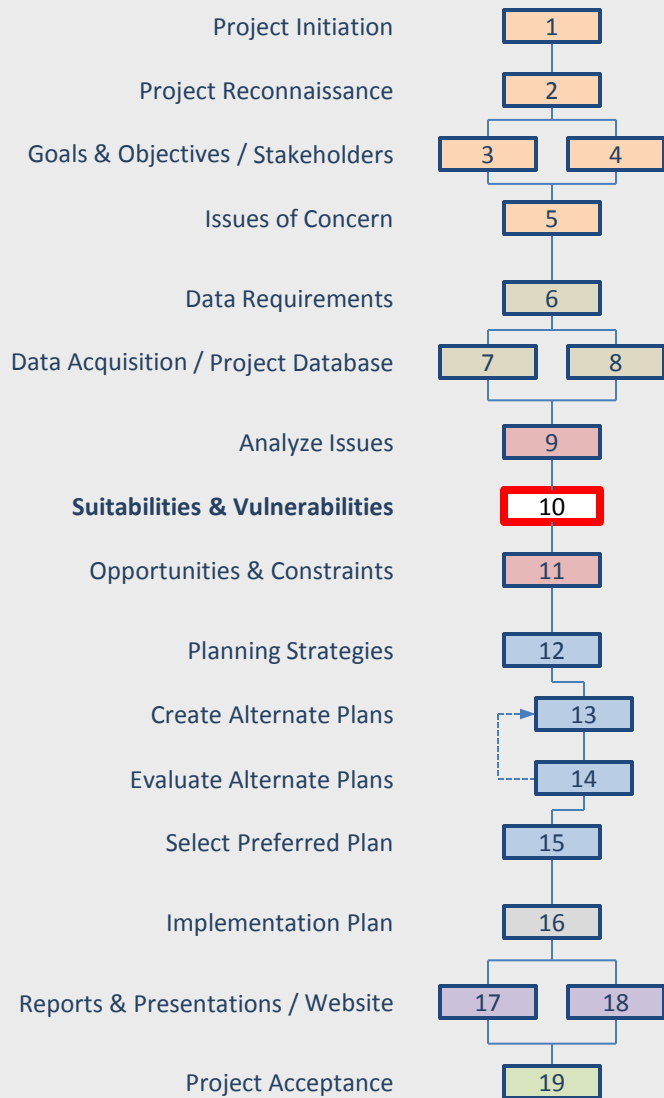 Project Initiation 1
Project Reconnaissance 2
Goals & Objectives / Stakeholders 3 4
Issues of Concern 5
Data Requirements 6
Data Acquisition / Project Database 7 8
Analyze Issues 9
Suitabilities & Vulnerabilities 10
Opportunities & Constraints 11
Planning Strategies 12
Create Alternate Plans 13
Evaluate Alternate Plans 14
Select Preferred Plan 15
Implementation Plan 16
Reports & Presentations / Website 17 18
Project Acceptance 19